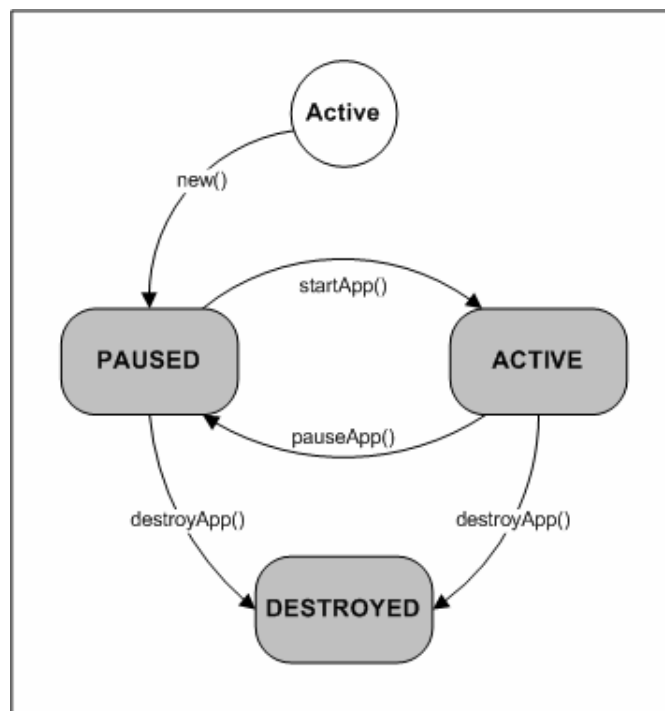 Active
new()
startApp()
PAUSED
ACTIVE
pauseApp()
destroyApp()
destroyApp()
DESTROYED